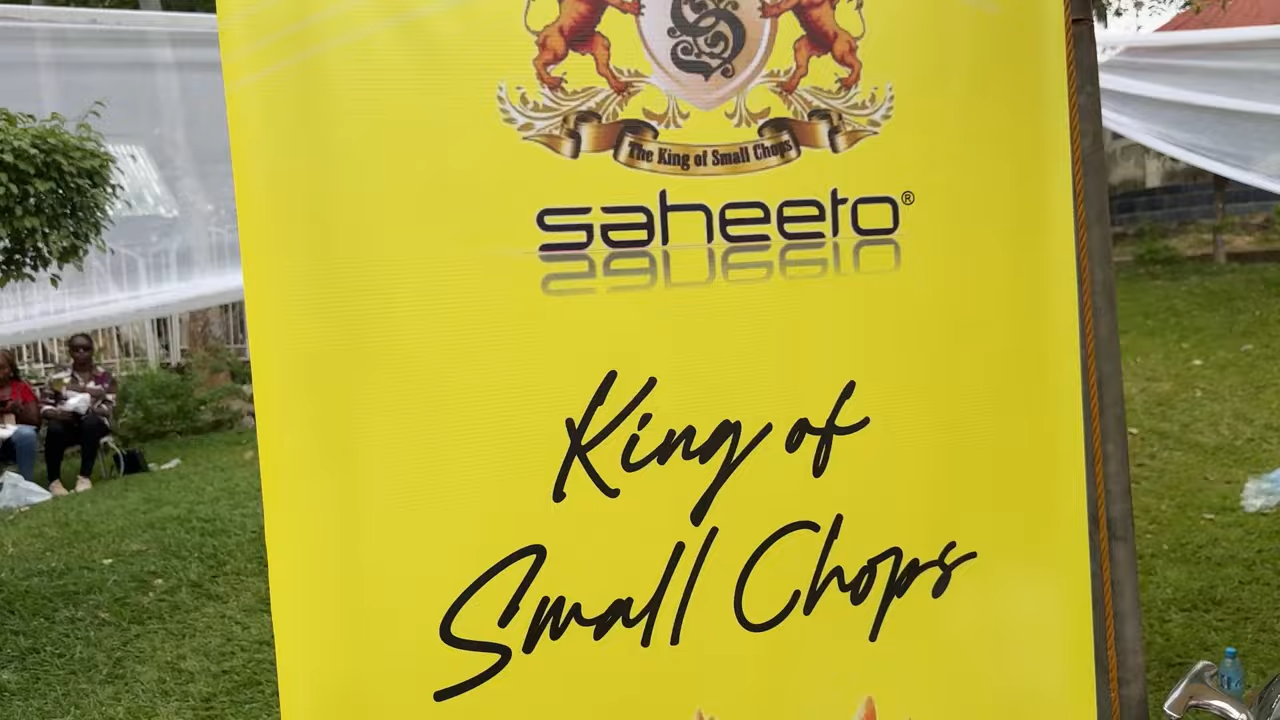 S
The King of Small Chops
saheeto®
King of
Small Chops